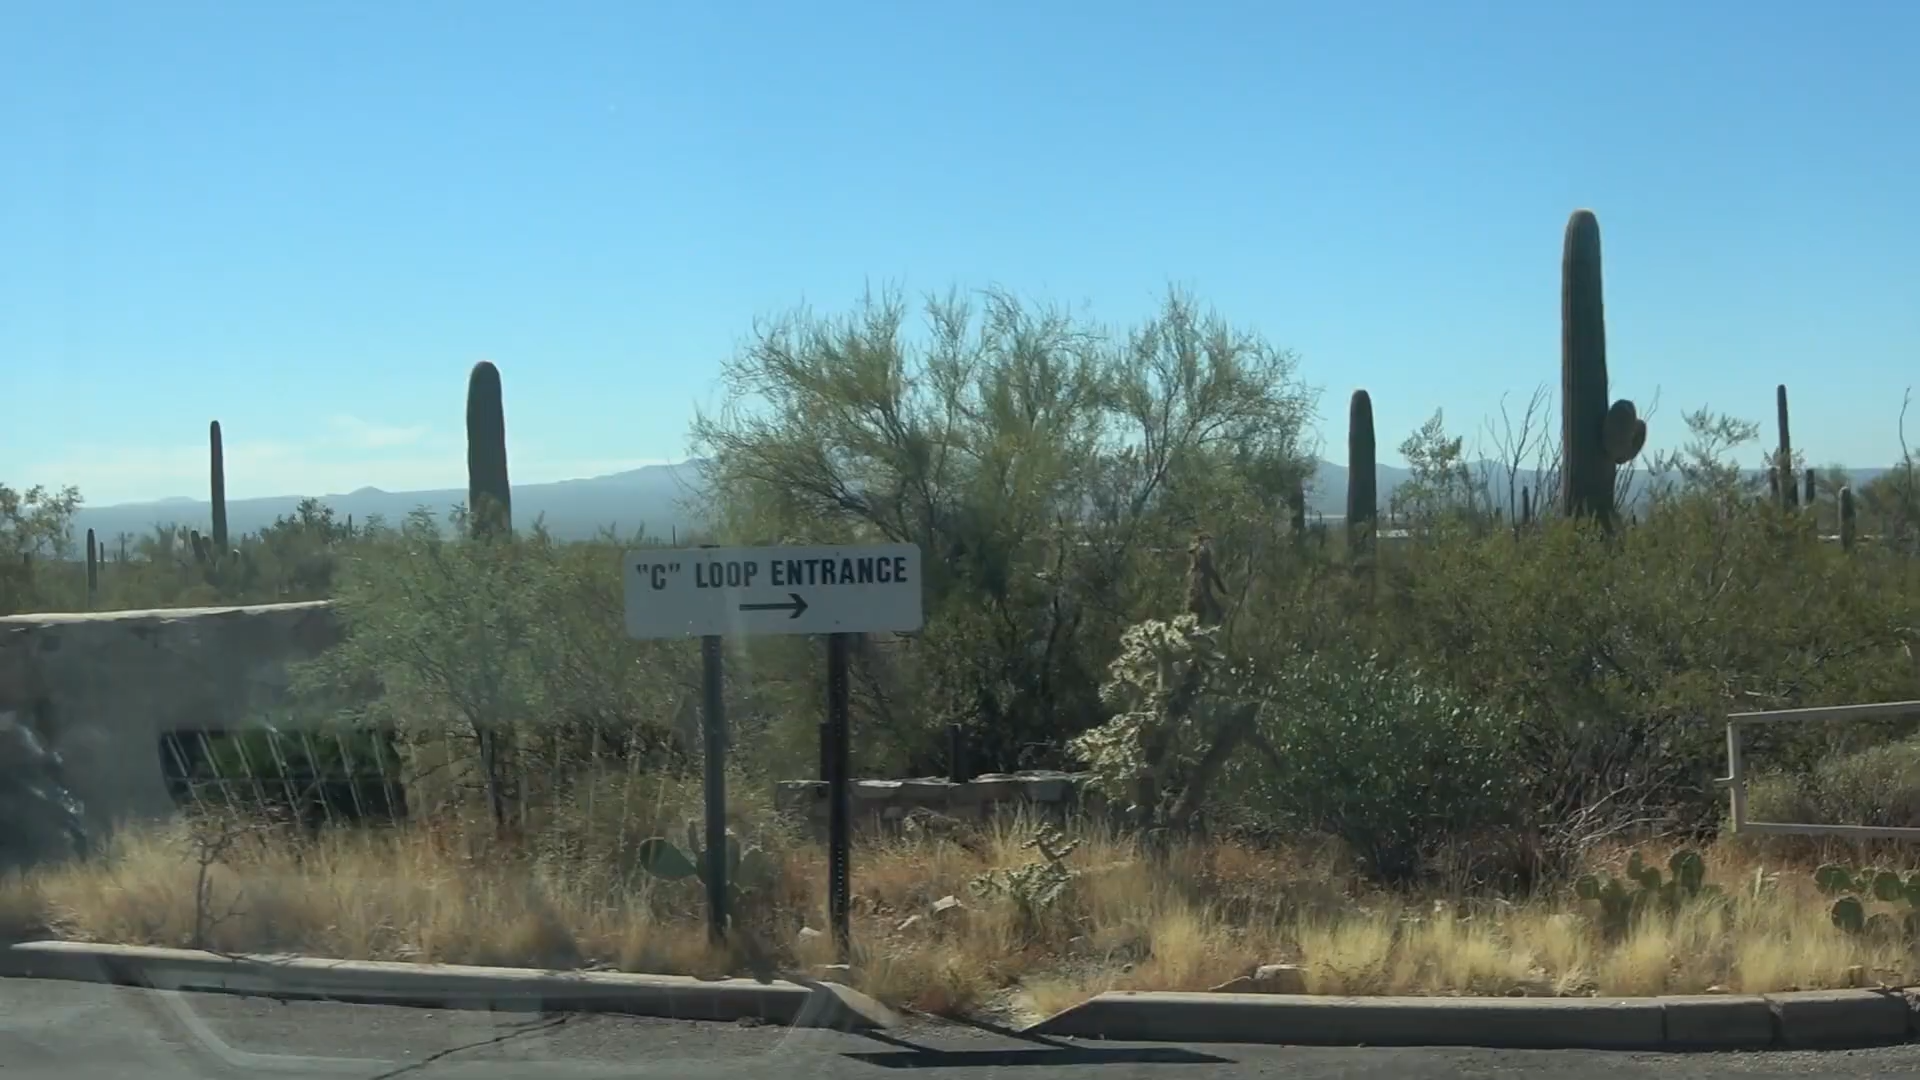 "C" LOOP ENTRANCE
→